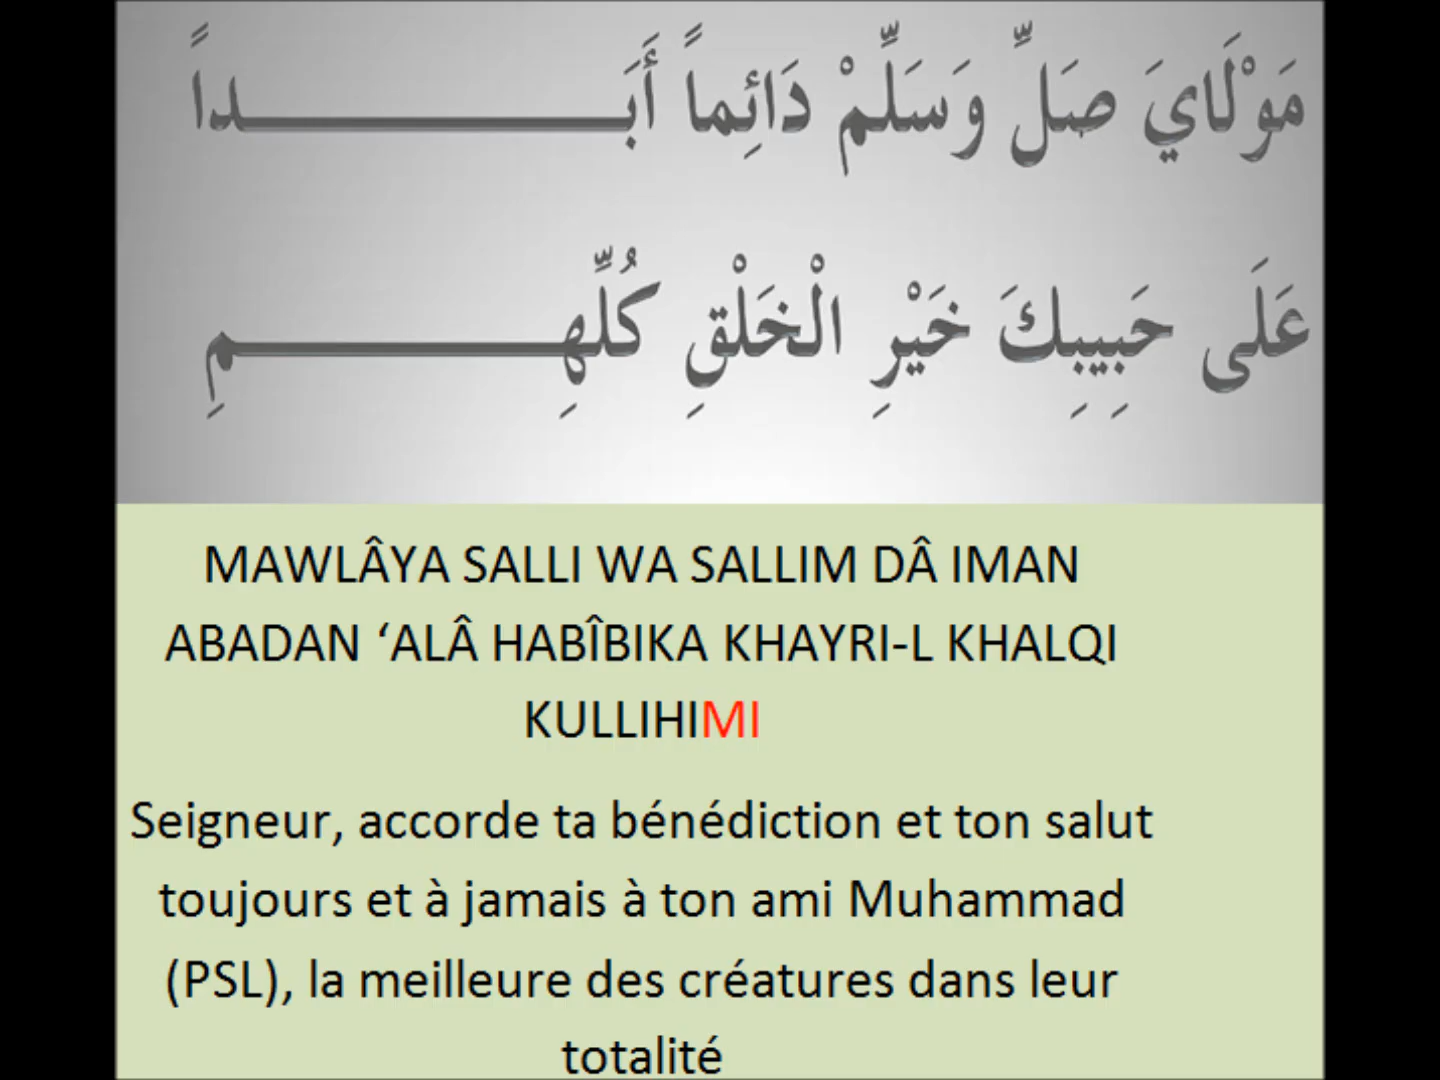 مَوْلَايَ صَلِّ وَسَلِّمْ دَائِماً أَبَـــــــــــــــداً
عَلَى حَبِيبِكَ خَيْرِ الْخَلْقِ كُلِّهِـــــــــــــــمِ
MAWLÂYA SALLI WA SALLIM DÂ IMAN
ABADAN ‘ALÂ HABÎBIKA KHAYRI-L KHALQI
KULLIHIMI
Seigneur, accorde ta bénédiction et ton salut
toujours et à jamais à ton ami Muhammad
(PSL), la meilleure des créatures dans leur
totalité